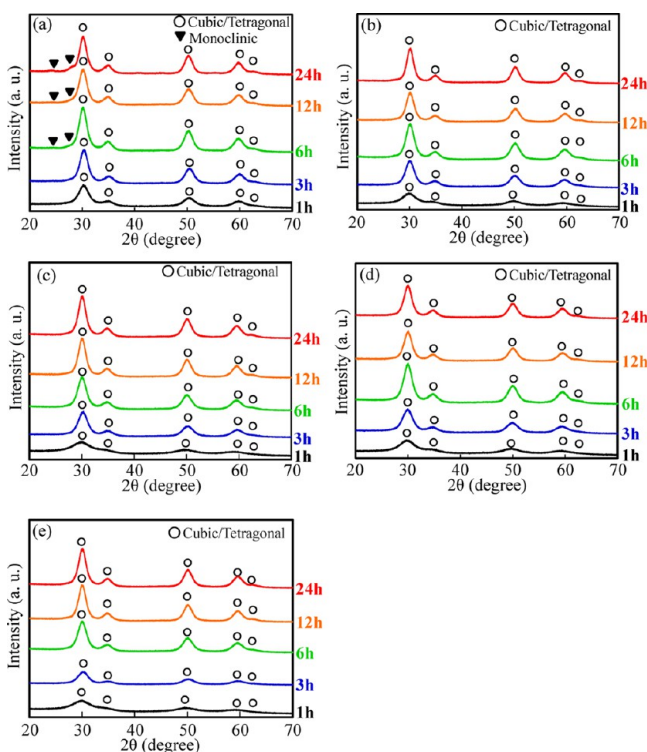 (a)
Cubic/Tetragonal
Monoclinic
24h
12h
6h
3h
1h
Intensity (a. u.)
20 30 40 50 60 70
2θ (degree)
(b)
Cubic/Tetragonal
24h
12h
6h
3h
1h
Intensity (a. u.)
20 30 40 50 60 70
2θ (degree)
(c)
Cubic/Tetragonal
24h
12h
6h
3h
1h
Intensity (a. u.)
20 30 40 50 60 70
2θ (degree)
(d)
Cubic/Tetragonal
24h
12h
6h
3h
1h
Intensity (a. u.)
20 30 40 50 60 70
2θ (degree)
(e)
Cubic/Tetragonal
24h
12h
6h
3h
1h
Intensity (a. u.)
20 30 40 50 60 70
2θ (degree)